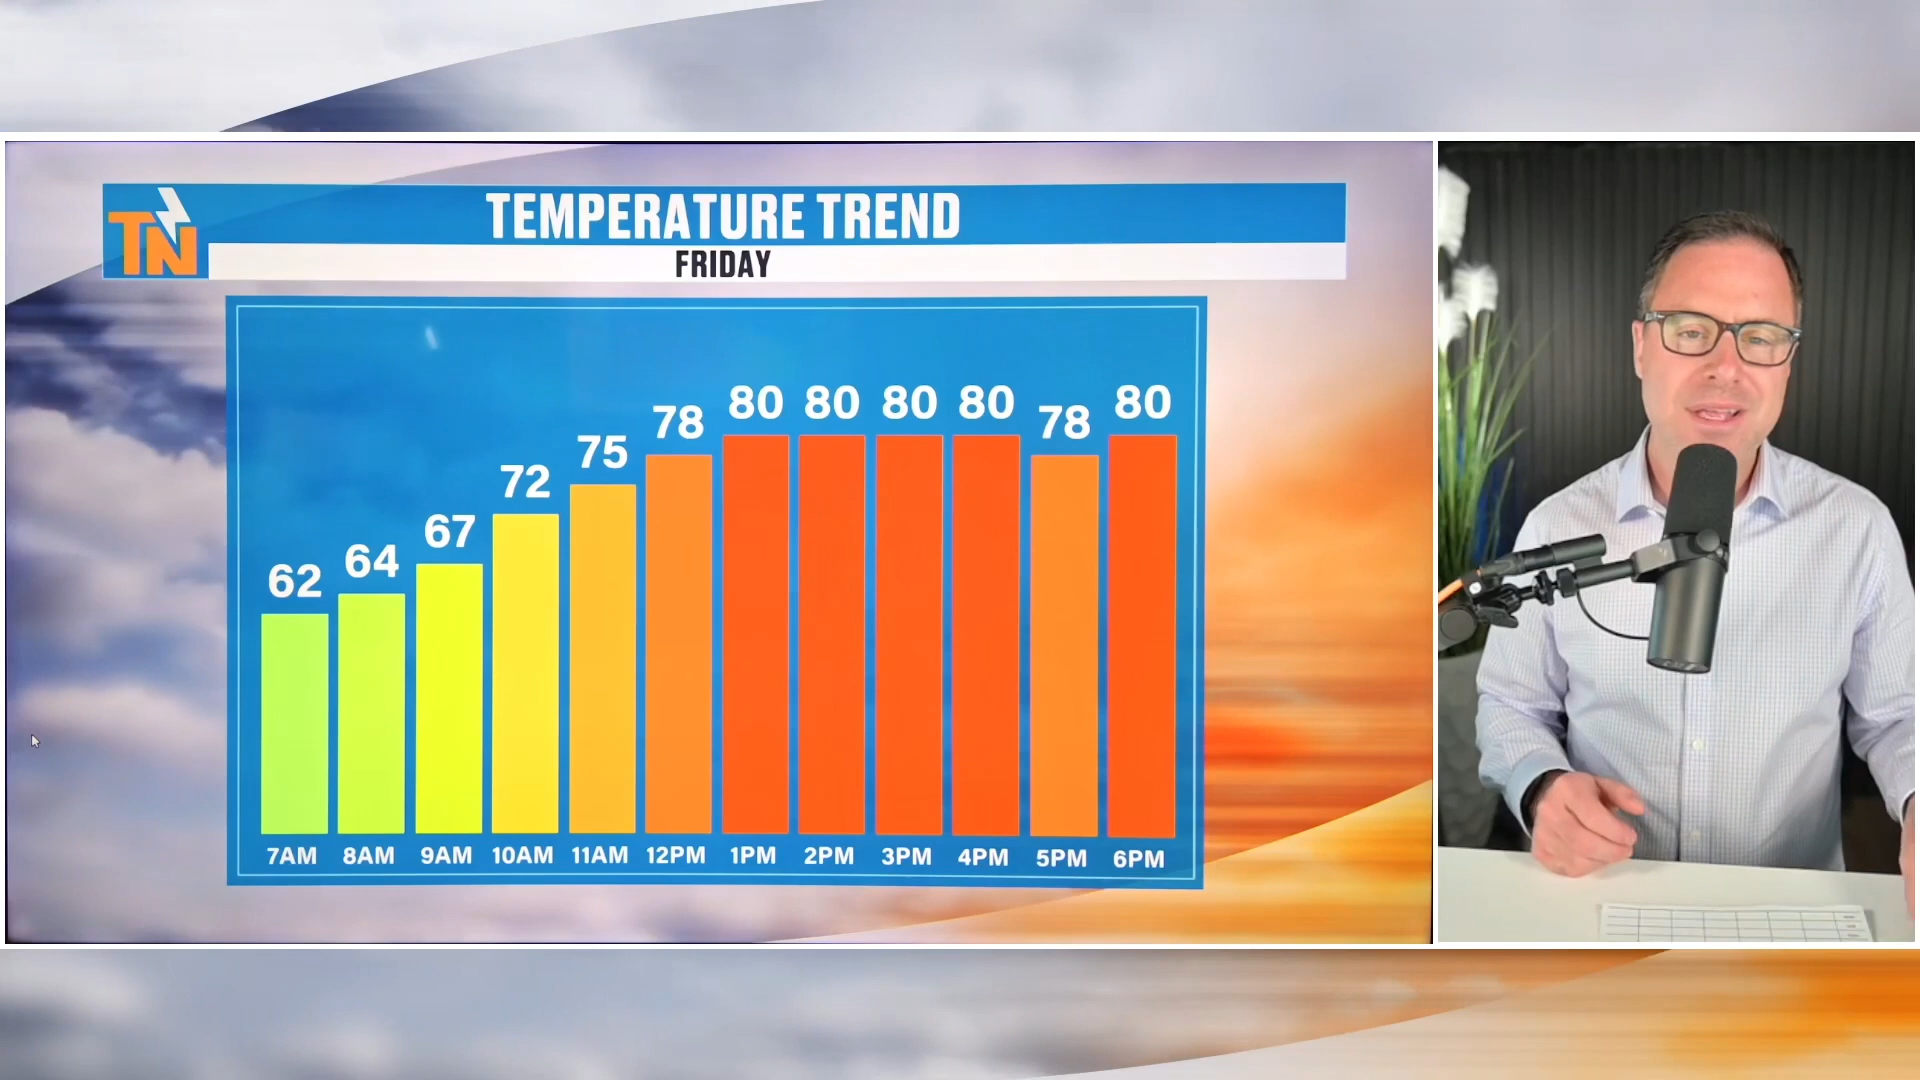 TN
TEMPERATURE TREND
FRIDAY
62 64 67 72 75 78 80 80 80 80 78 80
7AM 8AM 9AM 10AM 11AM 12PM 1PM 2PM 3PM 4PM 5PM 6PM